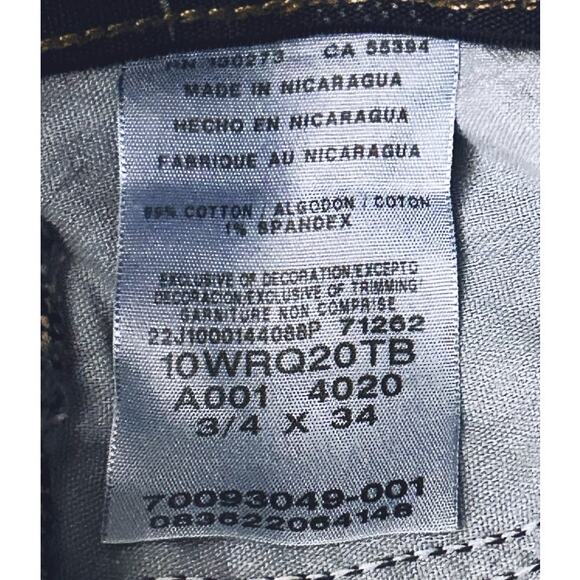 RN 130273 CA 55394
MADE IN NICARAGUA
HECHO EN NICARAGUA
FABRIQUE AU NICARAGUA
99% COTTON / ALGODON / COTON
1% SPANDEX
EXCLUSIVE OF DECORATION/EXCEPTO
DECORACION/EXCLUSIVE OF TRIMMING/
GARNITURE NON COMPRISE
22J1000144088P 71262
10WRQ20TB
A001 4020
3/4 X 34
70093049-001
083622064148